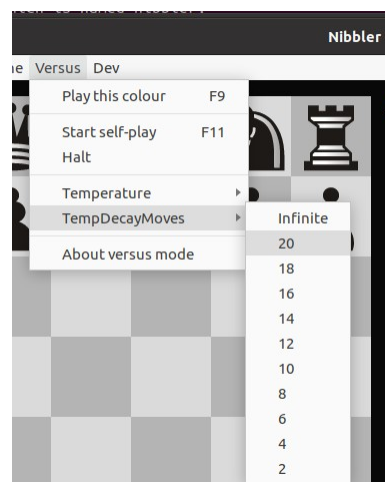 Nibbler
Versus Dev
Play this colour F9
Start self-play F11
Halt
Temperature
TempDecayMoves
About versus mode
Infinite
20
18
16
14
12
10
8
6
4
2